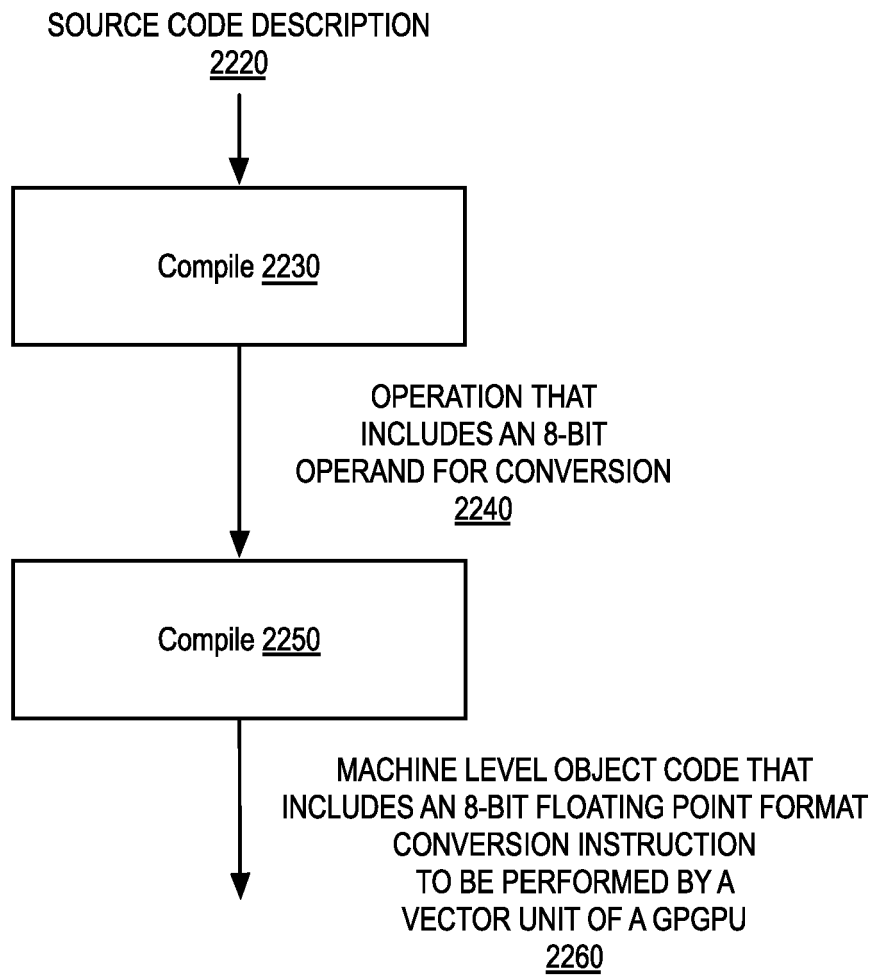 SOURCE CODE DESCRIPTION
2220
Compile 2230
OPERATION THAT
INCLUDES AN 8-BIT
OPERAND FOR CONVERSION
2240
Compile 2250
MACHINE LEVEL OBJECT CODE THAT
INCLUDES AN 8-BIT FLOATING POINT FORMAT
CONVERSION INSTRUCTION
TO BE PERFORMED BY A
VECTOR UNIT OF A GPGPU
2260